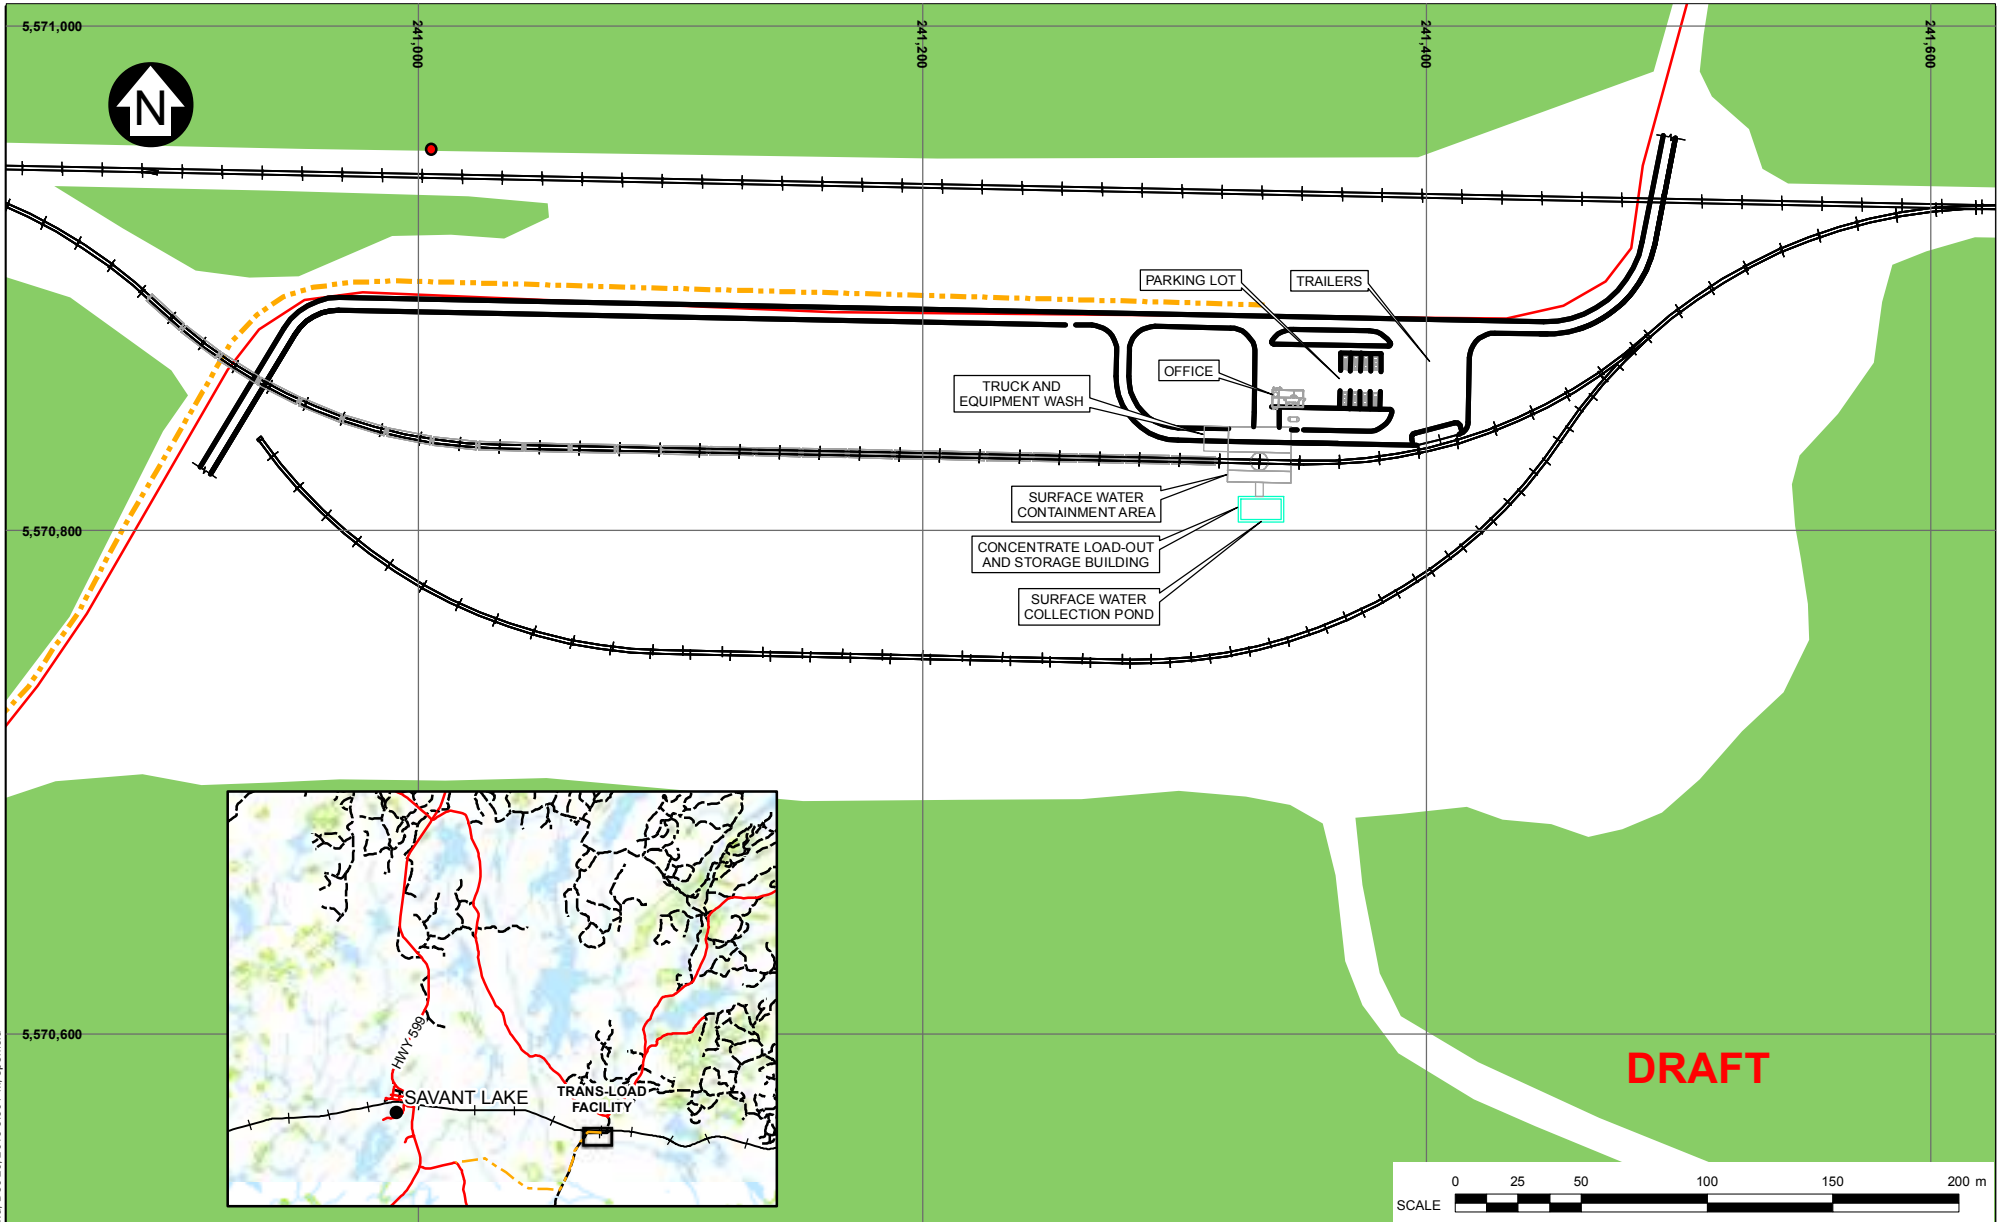 5,571,000
241,000
241,200
241,400
241,600
N
PARKING LOT
TRAILERS
OFFICE
TRUCK AND
EQUIPMENT WASH
SURFACE WATER
CONTAINMENT AREA
5,570,800
CONCENTRATE LOAD-OUT
AND STORAGE BUILDING
SURFACE WATER
COLLECTION POND
5,570,600
HWY 599
SAVANT LAKE
TRANS-LOAD
FACILITY
DRAFT
0 25 50 100 150 200 m
SCALE